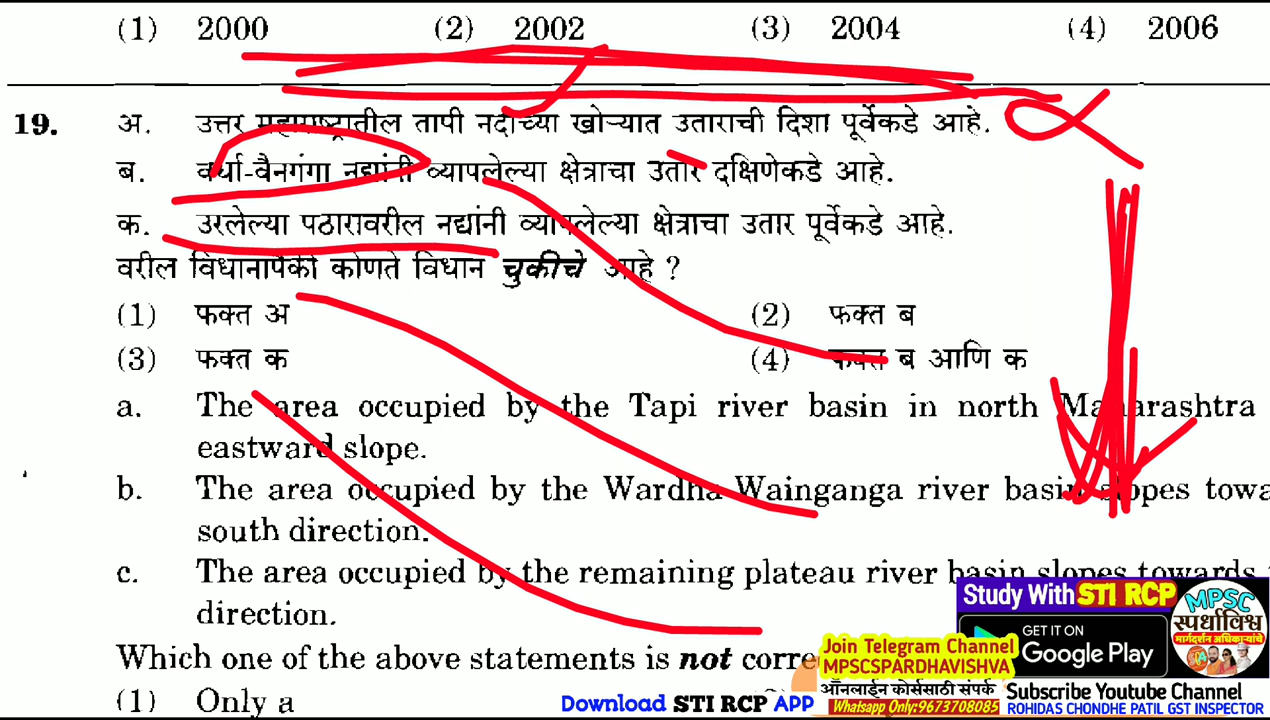 (1) 2000 (2) 2002 (3) 2004 (4) 2006
19. अ. उत्तर महाराष्ट्रातील तापी नदीच्या खोऱ्यात उताराची दिशा पूर्वेकडे आहे.
ब. वर्धा-वैनगंगा नद्यांनी व्यापलेल्या क्षेत्राचा उतार दक्षिणेकडे आहे.
क. उरलेल्या पठारावरील नद्यांनी व्यापलेल्या क्षेत्राचा उतार पूर्वेकडे आहे.
वरील विधानांपैकी कोणते विधान चुकीचे आहे ?
(1) फक्त अ (2) फक्त ब
(3) फक्त क (4) फक्त ब आणि क
a. The area occupied by the Tapi river basin in north Maharashtra
eastward slope.
b. The area occupied by the Wardha Wainganga river basin slopes towa
south direction.
c. The area occupied by the remaining plateau river basin slopes towards
direction.
Which one of the above statements is not corre
(1) Only a
Study With STI RCP
GET IT ON
Google Play
MPSC
स्पर्धाविश्व
मार्गदर्शन अधिकाऱ्यांचे
Join Telegram Channel
MPSCSPARDHAVISHVA
ऑनलाईन कोर्ससाठी संपर्क
Whatsapp Only:9673708085
Download STI RCP APP
Subscribe Youtube Channel
ROHIDAS CHONDHE PATIL GST INSPECTOR